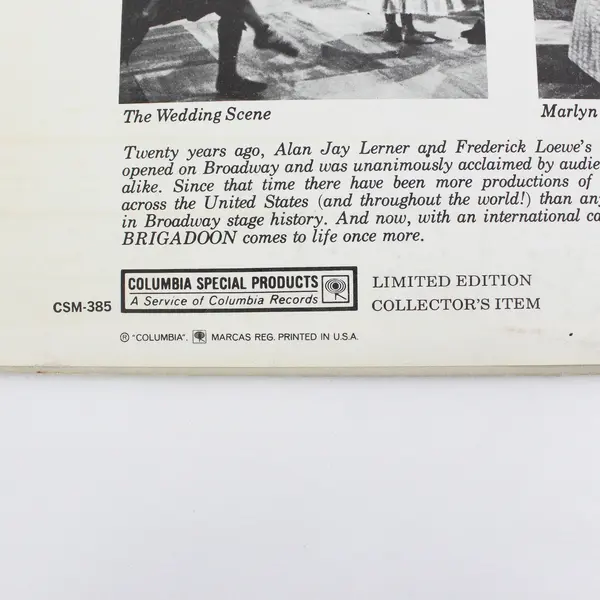 The Wedding Scene
Marlyn
Twenty years ago, Alan Jay Lerner and Frederick Loewe's
opened on Broadway and was unanimously acclaimed by audie
alike. Since that time there have been more productions of
across the United States (and throughout the world!) than any
in Broadway stage history. And now, with an international ca
BRIGADOON comes to life once more.
CSM-385
COLUMBIA SPECIAL PRODUCTS
A Service of Columbia Records
LIMITED EDITION
COLLECTOR'S ITEM
® "COLUMBIA". MARCAS REG. PRINTED IN U.S.A.